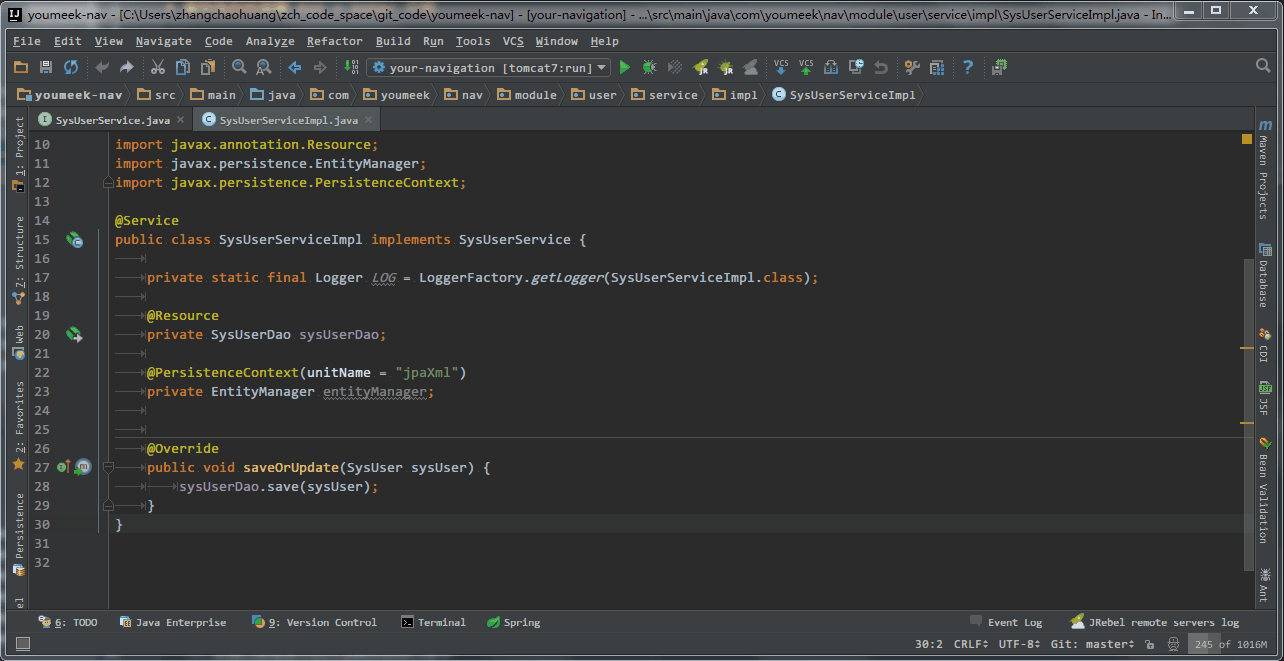 youmeek-nav - [C:\Users\zhangchaohuang\zch_code_space\git_code\youmeek-nav] - [your-navigation] - ...\src\main\java\com\youmeek\nav\module\user\service\impl\SysUserServiceImpl.java - In...
File Edit View Navigate Code Analyze Refactor Build Run Tools VCS Window Help
your-navigation [tomcat7:run]
youmeek-nav src main java com youmeek nav module user service impl SysUserServiceImpl
SysUserService.java SysUserServiceImpl.java
10 import javax.annotation.Resource;
11 import javax.persistence.EntityManager;
12 import javax.persistence.PersistenceContext;
13
14 @Service
15 public class SysUserServiceImpl implements SysUserService {
16
17 private static final Logger LOG = LoggerFactory.getLogger(SysUserServiceImpl.class);
18
19 @Resource
20 private SysUserDao sysUserDao;
21
22 @PersistenceContext(unitName = "jpaXml")
23 private EntityManager entityManager;
24
25
26 @Override
27 public void saveOrUpdate(SysUser sysUser) {
28 sysUserDao.save(sysUser);
29 }
30 }
31
32
1: Project
7: Structure
Web
2: Favorites
Persistence
el
Maven Projects
Database
CDI
JSF
Bean Validation
Ant
6: TODO Java Enterprise 9: Version Control Terminal Spring Event Log JRebel remote servers log
30:2 CRLF UTF-8 Git: master 245 of 1016M